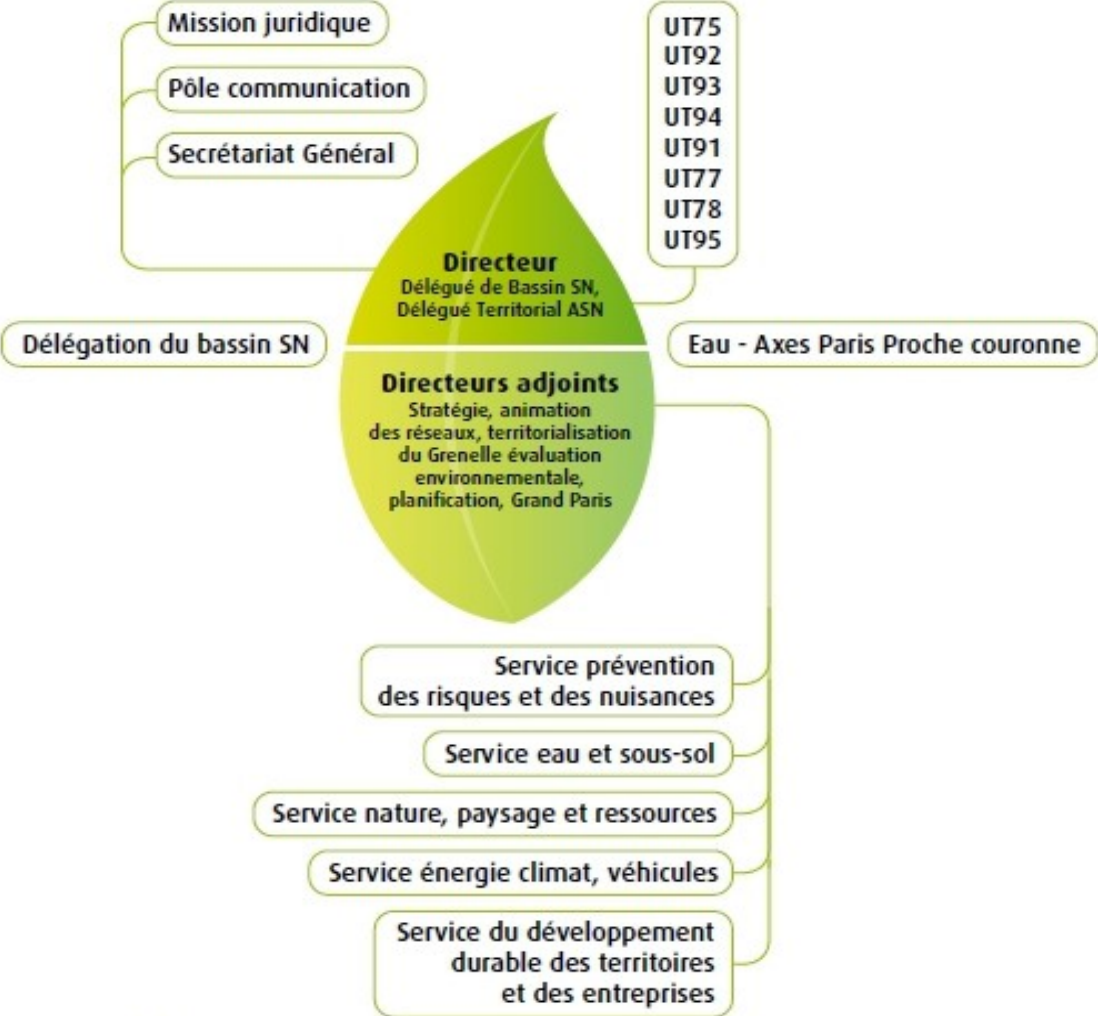 Mission juridique
Pôle communication
Secrétariat Général
UT75
UT92
UT93
UT94
UT91
UT77
UT78
UT95
Directeur
Délégué de Bassin SN,
Délégué Territorial ASN
Délégation du bassin SN
Eau - Axes Paris Proche couronne
Directeurs adjoints
Stratégie, animation
des réseaux, territorialisation
du Grenelle évaluation
environnementale,
planification, Grand Paris
Service prévention
des risques et des nuisances
Service eau et sous-sol
Service nature, paysage et ressources
Service énergie climat, véhicules
Service du développement
durable des territoires
et des entreprises